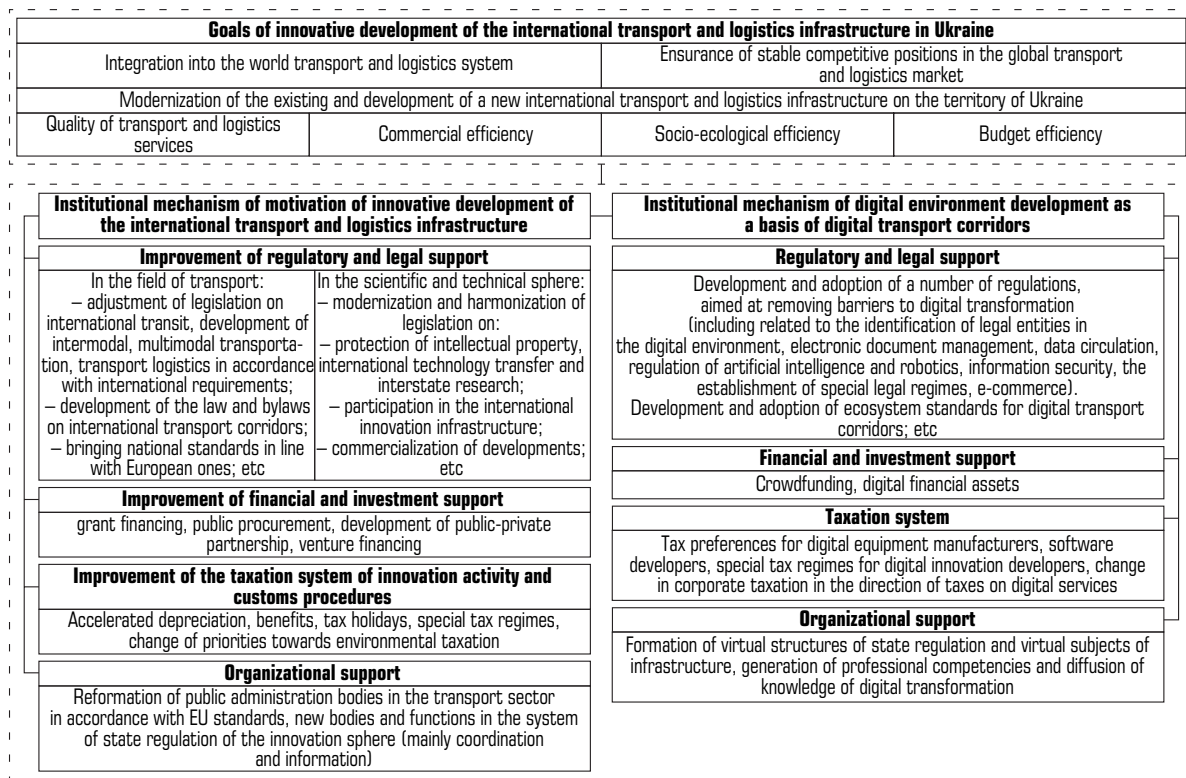 Goals of innovative development of the international transport and logistics infrastructure in Ukraine
Integration into the world transport and logistics system
Ensurance of stable competitive positions in the global transport
and logistics market
Modernization of the existing and development of a new international transport and logistics infrastructure on the territory of Ukraine
Quality of transport and logistics
services
Commercial efficiency
Socio-ecological efficiency
Budget efficiency
Institutional mechanism of motivation of innovative development of
the international transport and logistics infrastructure
Improvement of regulatory and legal support
In the field of transport:
– adjustment of legislation on
international transit, development of
intermodal, multimodal transporta-
tion, transport logistics in accordance
with international requirements;
– development of the law and bylaws
on international transport corridors;
– bringing national standards in line
with European ones; etc
In the scientific and technical sphere:
– modernization and harmonization of
legislation on:
– protection of intellectual property,
international technology transfer and
interstate research;
– participation in the international
innovation infrastructure;
– commercialization of developments;
etc
Improvement of financial and investment support
grant financing, public procurement, development of public-private
partnership, venture financing
Improvement of the taxation system of innovation activity and
customs procedures
Accelerated depreciation, benefits, tax holidays, special tax regimes,
change of priorities towards environmental taxation
Organizational support
Reformation of public administration bodies in the transport sector
in accordance with EU standards, new bodies and functions in the system
of state regulation of the innovation sphere (mainly coordination
and information)
Institutional mechanism of digital environment development as
a basis of digital transport corridors
Regulatory and legal support
Development and adoption of a number of regulations,
aimed at removing barriers to digital transformation
(including related to the identification of legal entities in
the digital environment, electronic document management, data circulation,
regulation of artificial intelligence and robotics, information security, the
establishment of special legal regimes, e-commerce).
Development and adoption of ecosystem standards for digital transport
corridors; etc
Financial and investment support
Crowdfunding, digital financial assets
Taxation system
Tax preferences for digital equipment manufacturers, software
developers, special tax regimes for digital innovation developers, change
in corporate taxation in the direction of taxes on digital services
Organizational support
Formation of virtual structures of state regulation and virtual subjects of
infrastructure, generation of professional competencies and diffusion of
knowledge of digital transformation